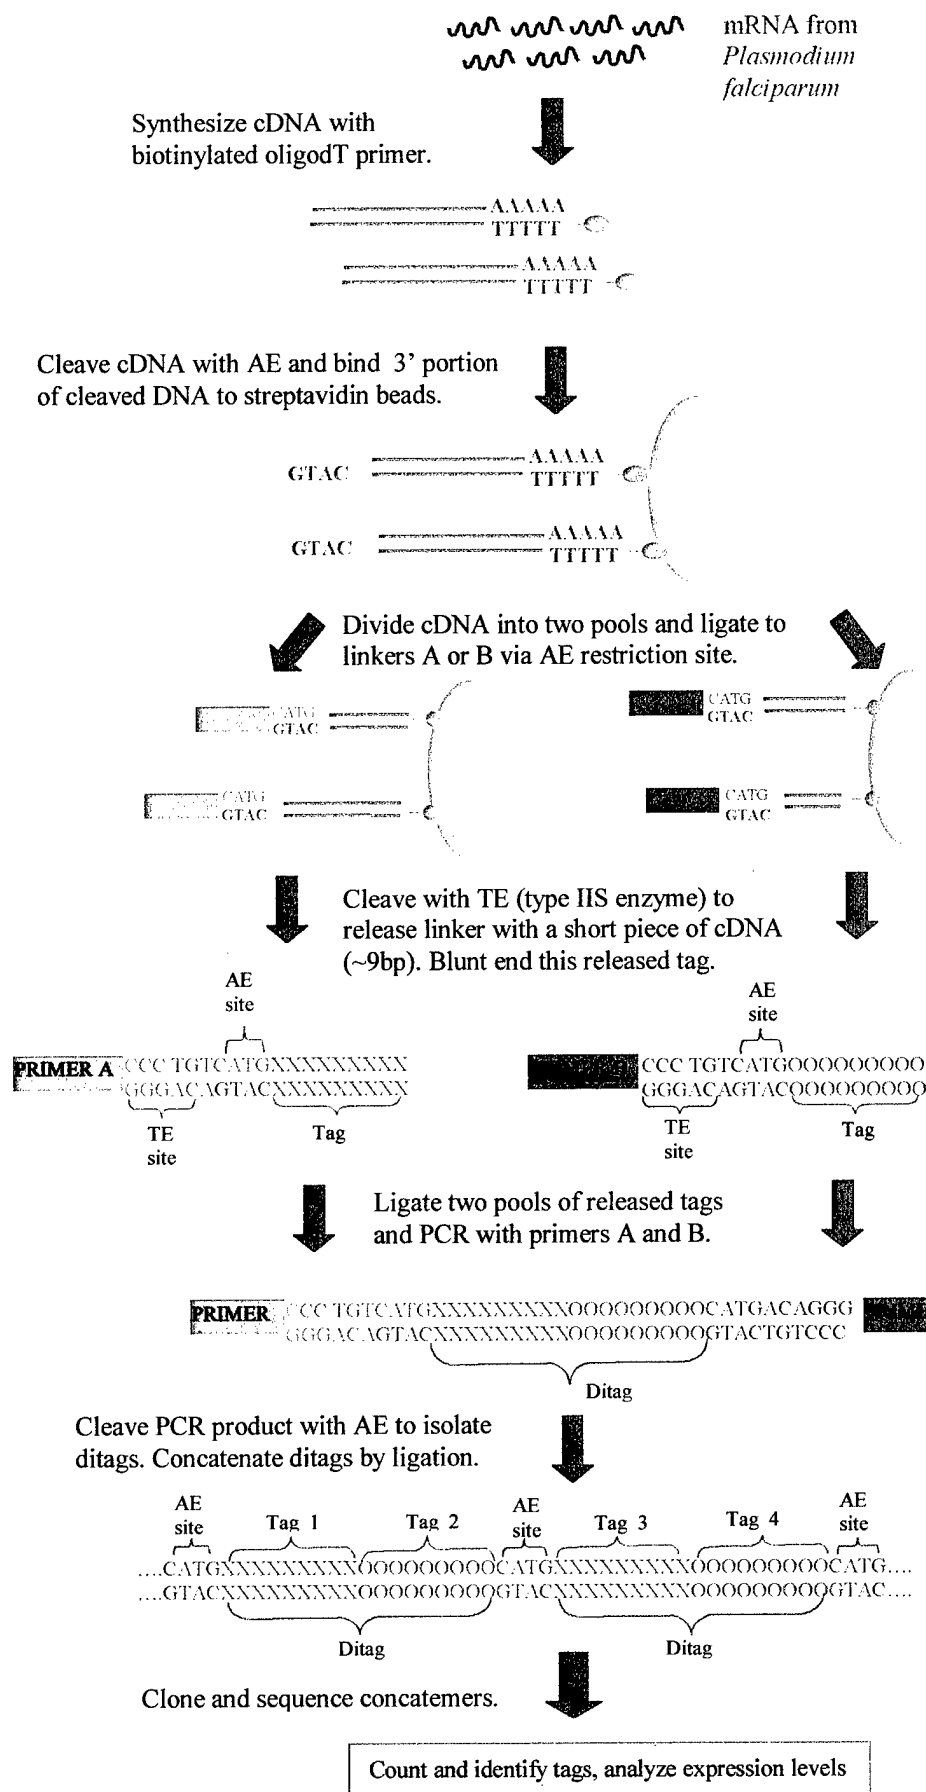 mRNA from
Plasmodium
falciparum
Synthesize cDNA with
biotinylated oligodT primer.
AAAAA
TTTTT
AAAAA
TTTTT
Cleave cDNA with AE and bind 3’ portion
of cleaved DNA to streptavidin beads.
AAAAA
GTAC TTTTT
AAAAA
GTAC TTTTT
Divide cDNA into two pools and ligate to
linkers A or B via AE restriction site.
CATG CATG
GTAC GTAC
CATG CATG
GTAC GTAC
Cleave with TE (type IIS enzyme) to
release linker with a short piece of cDNA
(~9bp). Blunt end this released tag.
AE AE
site site
PRIMER A CCC TGTCATGXXXXXXXXX CCC TGTCATGOOOOOOOOO
GGGACAGTACXXXXXXXXX GGGACAGTACOOOOOOOOO
TE Tag TE Tag
site site
Ligate two pools of released tags
and PCR with primers A and B.
PRIMER CCC TGTCATGXXXXXXXXXOOOOOOOOOCATGACAGGG
GGGACAGTACXXXXXXXXXOOOOOOOOOGTACTGTCCC
Ditag
Cleave PCR product with AE to isolate
ditags. Concatenate ditags by ligation.
AE AE AE
site Tag 1 Tag 2 site Tag 3 Tag 4 site
....CATGXXXXXXXXXOOOOOOOOOCATGXXXXXXXXXOOOOOOOOOCATG....
....GTACXXXXXXXXXOOOOOOOOOGTACXXXXXXXXXOOOOOOOOOGTAC....
Ditag Ditag
Clone and sequence concatemers.
Count and identify tags, analyze expression levels